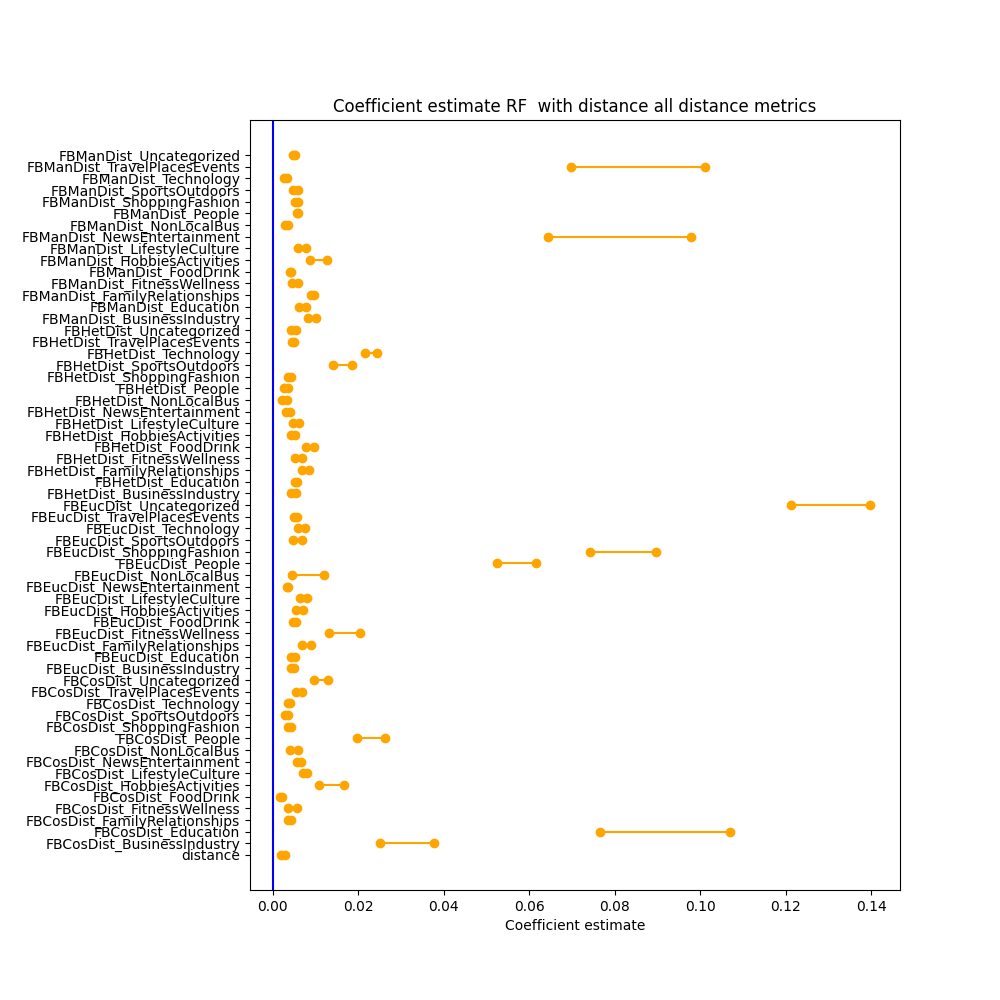 Coefficient estimate RF  with distance all distance metrics
FBManDist_Uncategorized
FBManDist_TravelPlacesEvents
FBManDist_Technology
FBManDist_SportsOutdoors
FBManDist_ShoppingFashion
FBManDist_People
FBManDist_NonLocalBus
FBManDist_NewsEntertainment
FBManDist_LifestyleCulture
FBManDist_HobbiesActivities
FBManDist_FoodDrink
FBManDist_FitnessWellness
FBManDist_FamilyRelationships
FBManDist_Education
FBManDist_BusinessIndustry
FBHetDist_Uncategorized
FBHetDist_TravelPlacesEvents
FBHetDist_Technology
FBHetDist_SportsOutdoors
FBHetDist_ShoppingFashion
FBHetDist_People
FBHetDist_NonLocalBus
FBHetDist_NewsEntertainment
FBHetDist_LifestyleCulture
FBHetDist_HobbiesActivities
FBHetDist_FoodDrink
FBHetDist_FitnessWellness
FBHetDist_FamilyRelationships
FBHetDist_Education
FBHetDist_BusinessIndustry
FBEucDist_Uncategorized
FBEucDist_TravelPlacesEvents
FBEucDist_Technology
FBEucDist_SportsOutdoors
FBEucDist_ShoppingFashion
FBEucDist_People
FBEucDist_NonLocalBus
FBEucDist_NewsEntertainment
FBEucDist_LifestyleCulture
FBEucDist_HobbiesActivities
FBEucDist_FoodDrink
FBEucDist_FitnessWellness
FBEucDist_FamilyRelationships
FBEucDist_Education
FBEucDist_BusinessIndustry
FBCosDist_Uncategorized
FBCosDist_TravelPlacesEvents
FBCosDist_Technology
FBCosDist_SportsOutdoors
FBCosDist_ShoppingFashion
FBCosDist_People
FBCosDist_NonLocalBus
FBCosDist_NewsEntertainment
FBCosDist_LifestyleCulture
FBCosDist_HobbiesActivities
FBCosDist_FoodDrink
FBCosDist_FitnessWellness
FBCosDist_FamilyRelationships
FBCosDist_Education
FBCosDist_BusinessIndustry
distance
0.00 0.02 0.04 0.06 0.08 0.10 0.12 0.14
Coefficient estimate